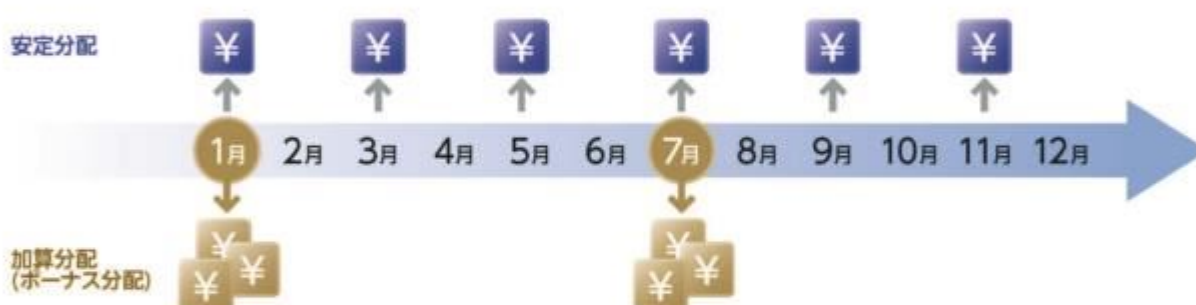 安定分配
¥ ¥ ¥ ¥ ¥ ¥
1月 2月 3月 4月 5月 6月 7月 8月 9月 10月 11月 12月
加算分配
(ボーナス分配)
¥ ¥ ¥ ¥ ¥ ¥